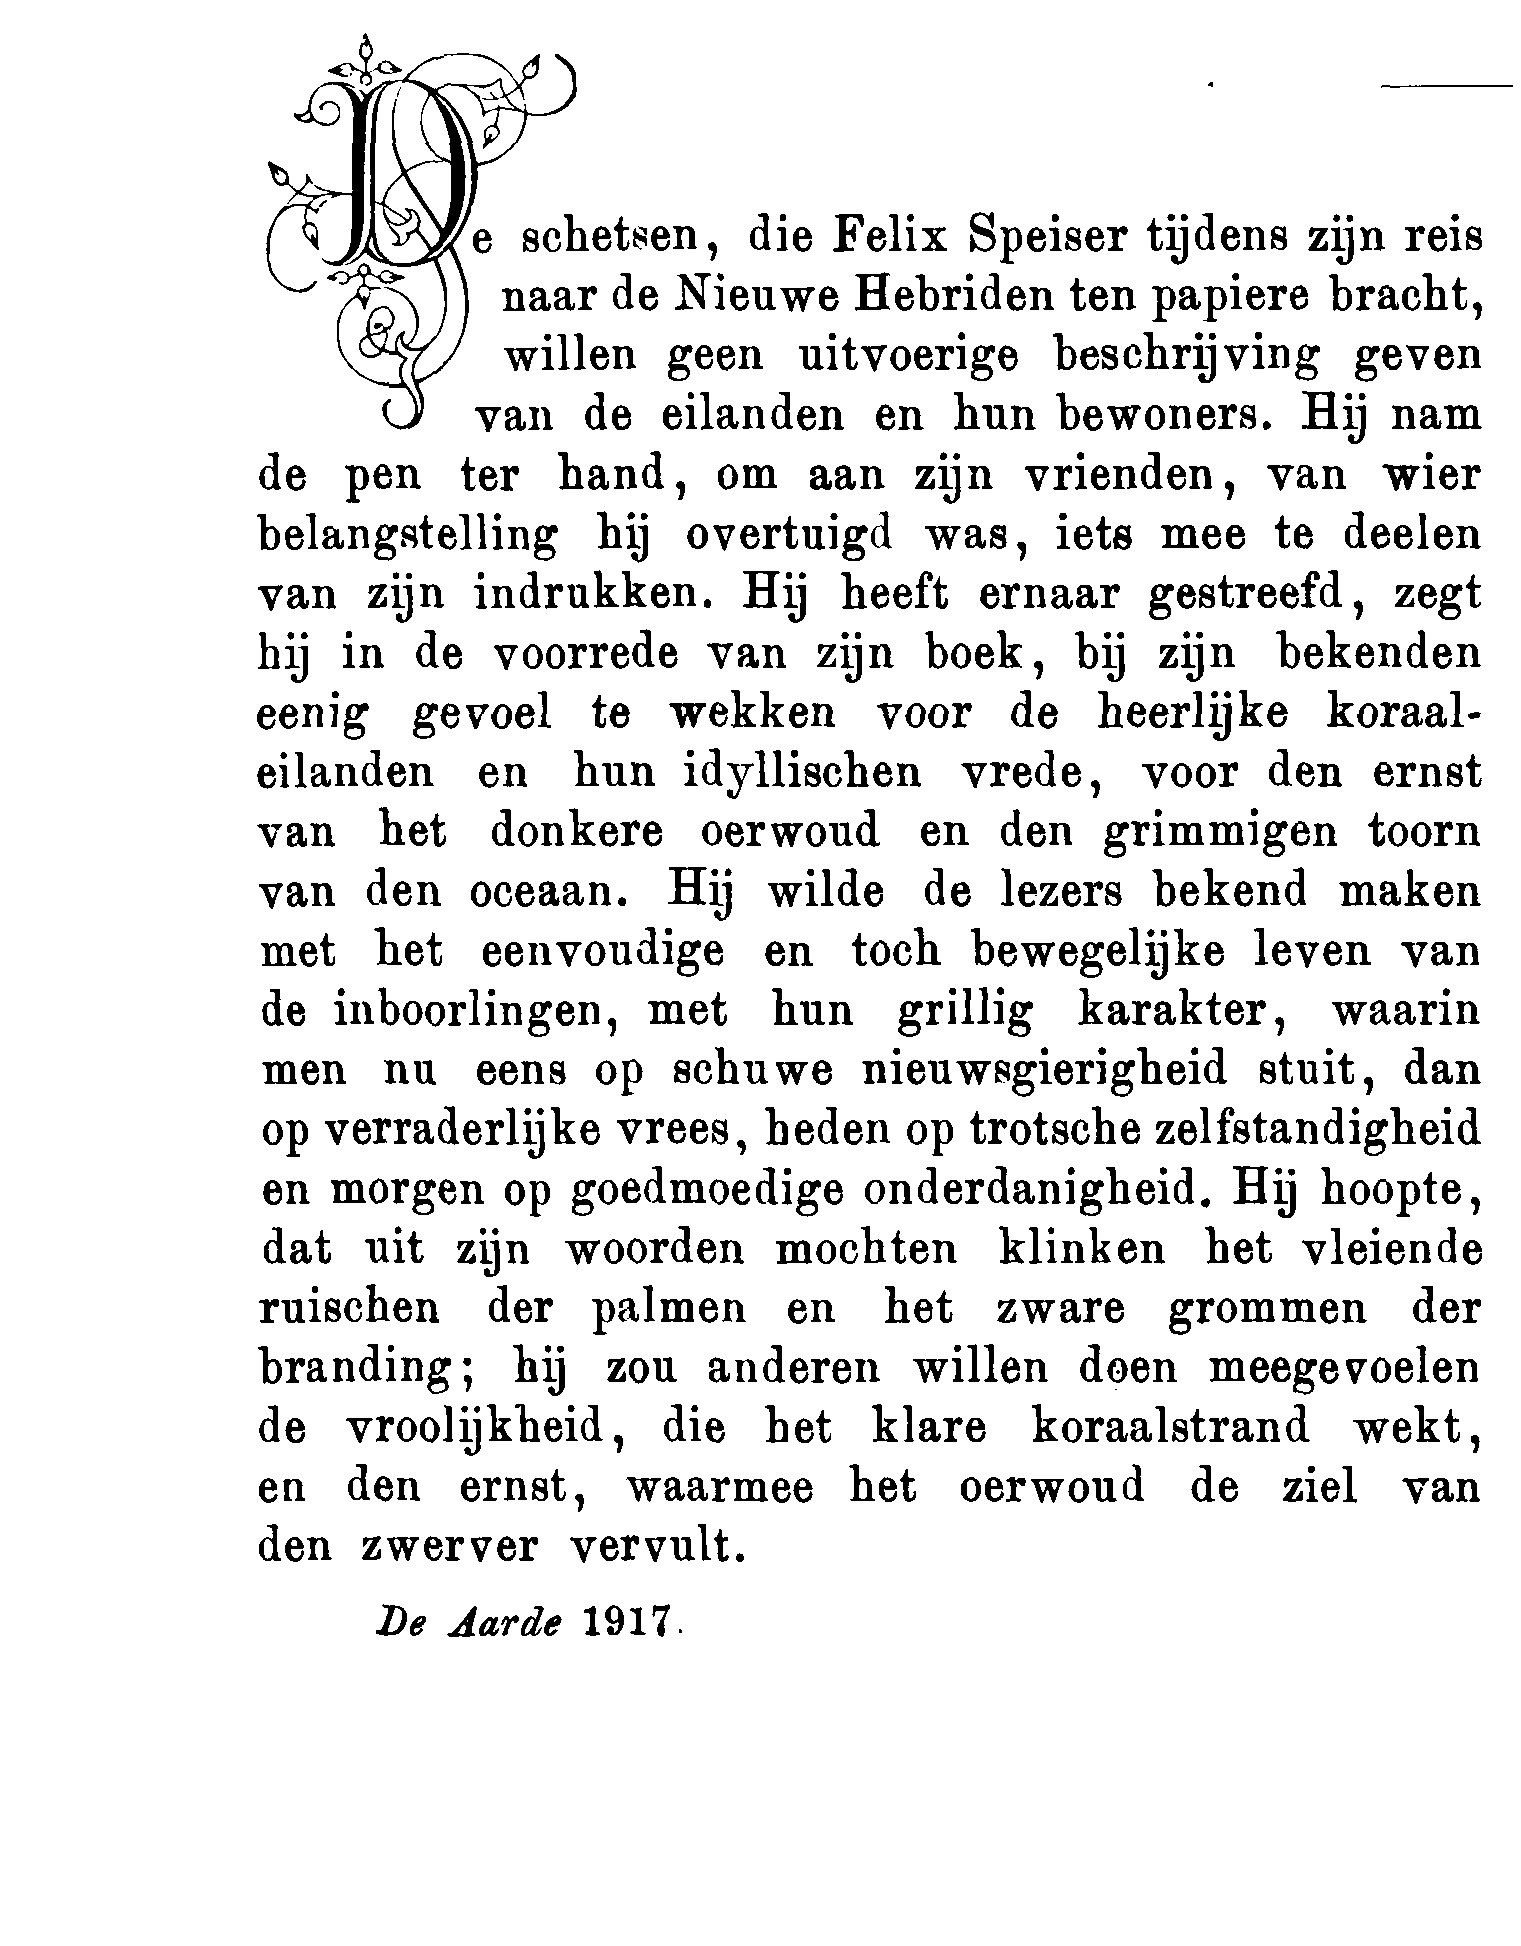 De schetsen, die Felix Speiser tijdens zijn reis
naar de Nieuwe Hebriden ten papiere bracht,
willen geen uitvoerige beschrijving geven
van de eilanden en hun bewoners. Hij nam
de pen ter hand, om aan zijn vrienden, van wier
belangstelling hij overtuigd was, iets mee te deelen
van zijn indrukken. Hij heeft ernaar gestreefd, zegt
hij in de voorrede van zijn boek, bij zijn bekenden
eenig gevoel te wekken voor de heerlijke koraal-
eilanden en hun idyllischen vrede, voor den ernst
van het donkere oerwoud en den grimmigen toorn
van den oceaan. Hij wilde de lezers bekend maken
met het eenvoudige en toch bewegelijke leven van
de inboorlingen, met hun grillig karakter, waarin
men nu eens op schuwe nieuwsgierigheid stuit, dan
op verraderlijke vrees, heden op trotsche zelfstandigheid
en morgen op goedmoedige onderdanigheid. Hij hoopte,
dat uit zijn woorden mochten klinken het vleiende
ruischen der palmen en het zware grommen der
branding; hij zou anderen willen doen meegevoelen
de vroolijkheid, die het klare koraalstrand wekt,
en den ernst, waarmee het oerwoud de ziel van
den zwerver vervult.
De Aarde 1917.